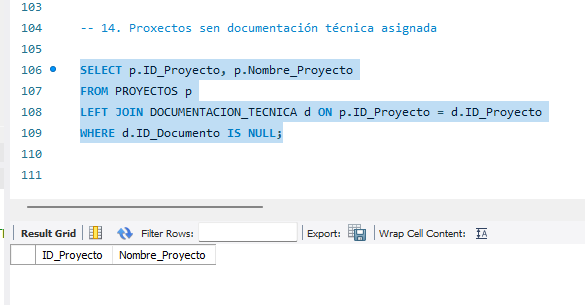 103
104 -- 14. Proxectos sen documentación técnica asignada
105
106 SELECT p.ID_Proyecto, p.Nombre_Proyecto
107 FROM PROYECTOS p
108 LEFT JOIN DOCUMENTACION_TECNICA d ON p.ID_Proyecto = d.ID_Proyecto
109 WHERE d.ID_Documento IS NULL;
110
111
Result Grid Filter Rows: Export: Wrap Cell Content: IA
ID_Proyecto Nombre_Proyecto